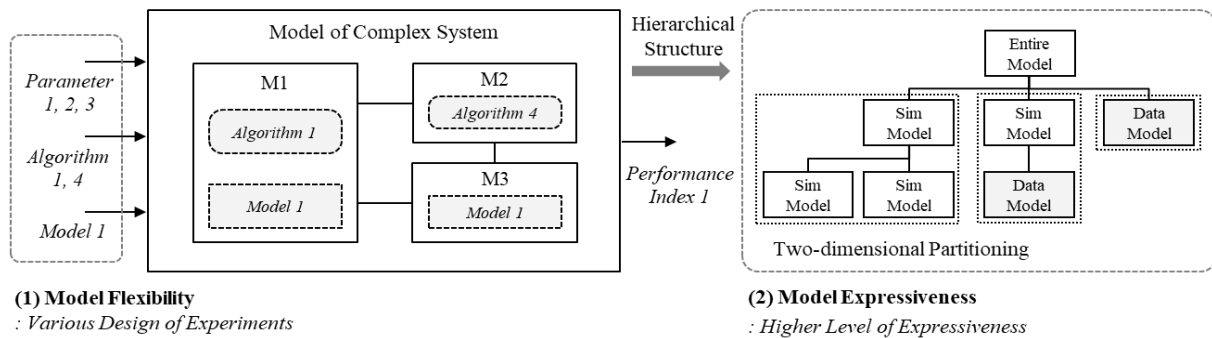 Parameter
1, 2, 3
Algorithm
1, 4
Model 1
Model of Complex System
M1
Algorithm 1
Model 1
M2
Algorithm 4
M3
Model 1
Performance
Index 1
Hierarchical
Structure
Entire
Model
Sim
Model
Sim
Model
Data
Model
Sim
Model
Sim
Model
Data
Model
Two-dimensional Partitioning
(1) Model Flexibility
: Various Design of Experiments
(2) Model Expressiveness
: Higher Level of Expressiveness